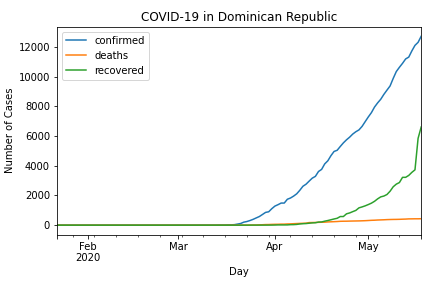 COVID-19 in Dominican Republic
confirmed
deaths
recovered
Number of Cases
12000
10000
8000
6000
4000
2000
0
Feb
2020
Mar
Apr
May
Day